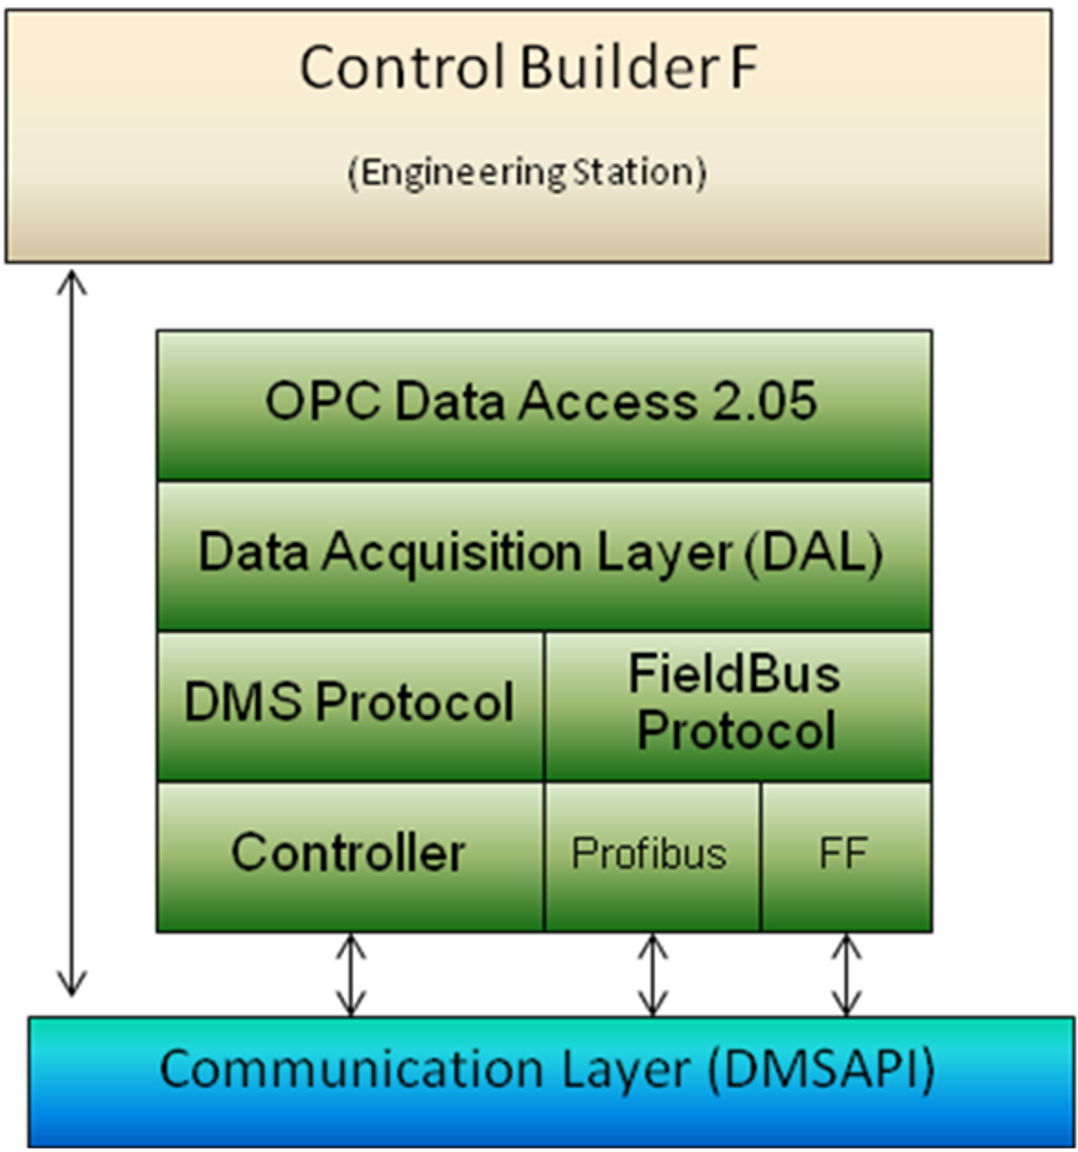 Control Builder F
(Engineering Station)
OPC Data Access 2.05
Data Acquisition Layer (DAL)
DMS Protocol
FieldBus
Protocol
Controller
Profibus
FF
Communication Layer (DMSAPI)